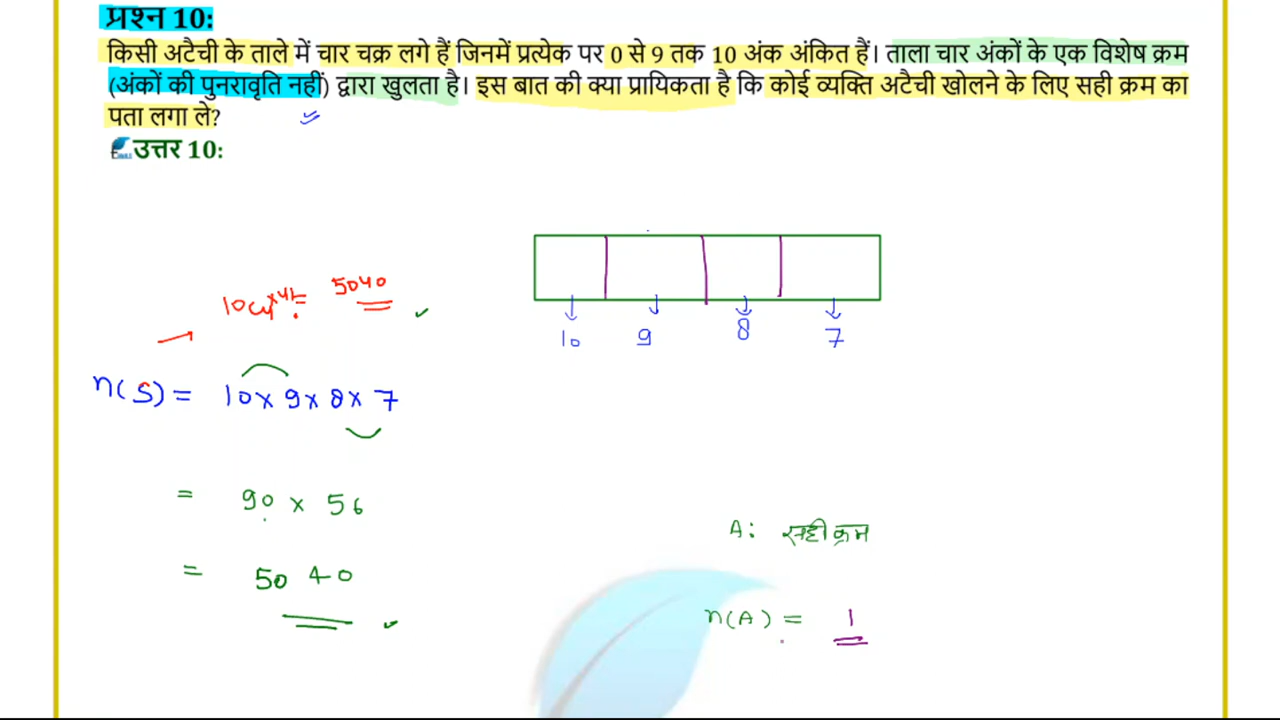 प्रश्न 10:
किसी अटैची के ताले में चार चक्र लगे हैं जिनमें प्रत्येक पर 0 से 9 तक 10 अंक अंकित हैं। ताला चार अंकों के एक विशेष क्रम
(अंकों की पुनरावृति नहीं) द्वारा खुलता है। इस बात की क्या प्रायिकता है कि कोई व्यक्ति अटैची खोलने के लिए सही क्रम का
पता लगा ले?
उत्तर 10:
10 9 8 7
10C4 × 4! = 5040
n(S) = 10 × 9 × 8 × 7
= 90 × 56
= 5040
A: सही क्रम
n(A) = 1